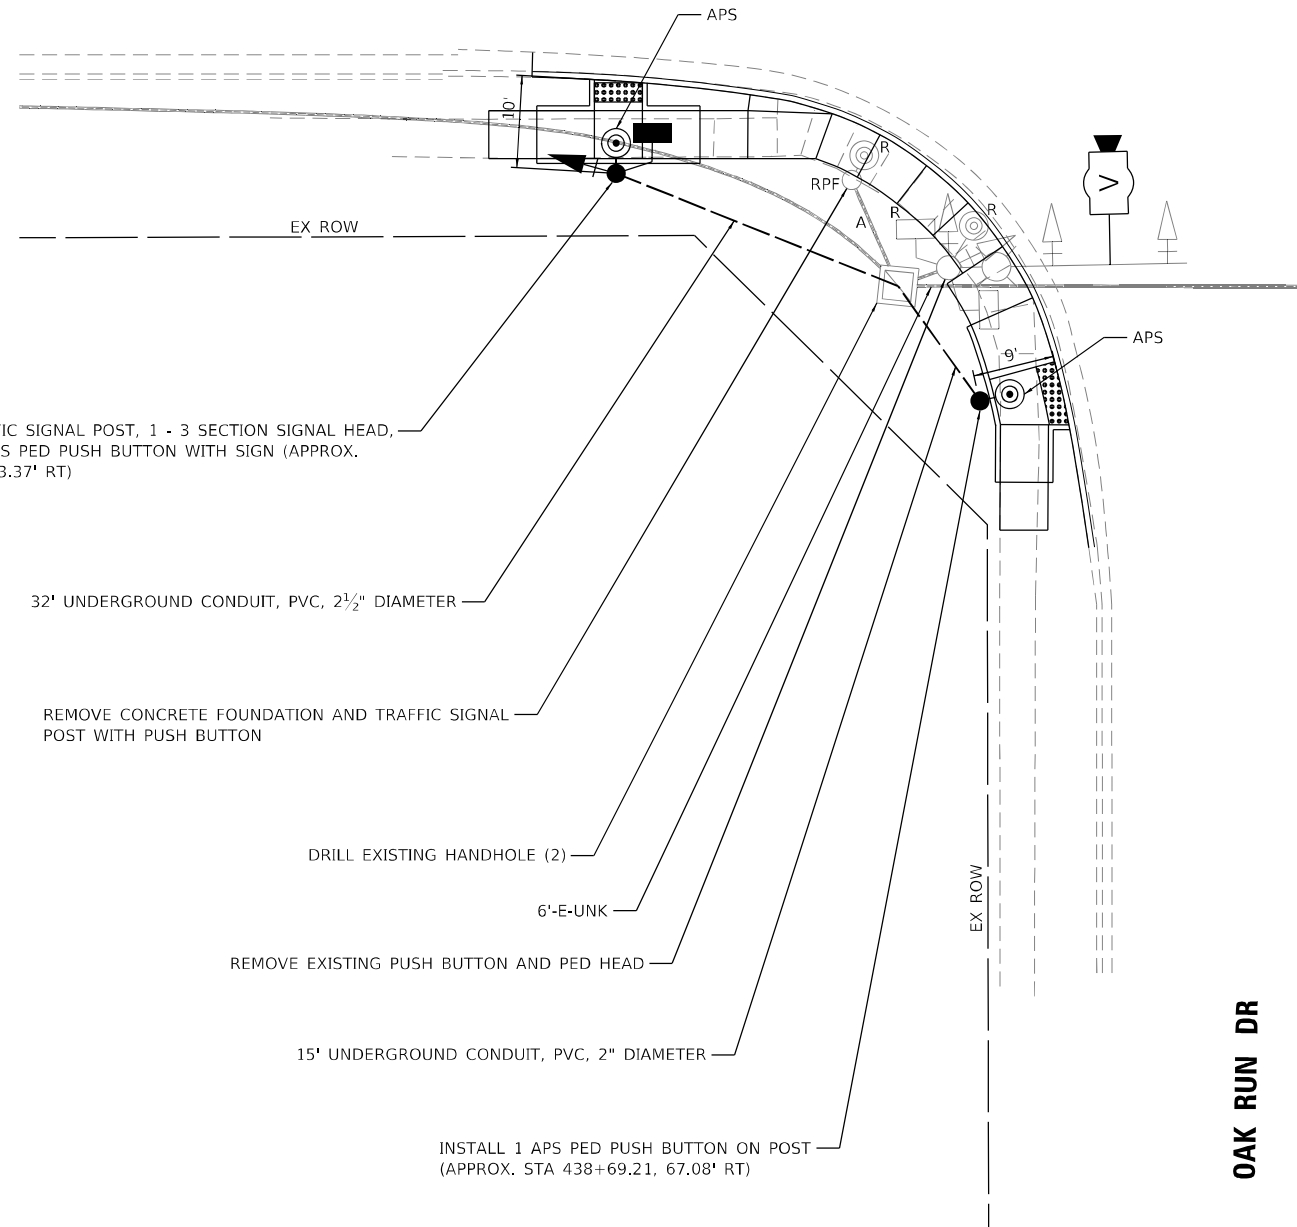 APS
10'
R
RPF
R
R
A
V
EX ROW
APS
9'
IC SIGNAL POST, 1 - 3 SECTION SIGNAL HEAD,
S PED PUSH BUTTON WITH SIGN (APPROX.
3.37' RT)
32' UNDERGROUND CONDUIT, PVC, 2½" DIAMETER
REMOVE CONCRETE FOUNDATION AND TRAFFIC SIGNAL
POST WITH PUSH BUTTON
DRILL EXISTING HANDHOLE (2)
EX ROW
6'-E-UNK
REMOVE EXISTING PUSH BUTTON AND PED HEAD
15' UNDERGROUND CONDUIT, PVC, 2" DIAMETER
OAK RUN DR
INSTALL 1 APS PED PUSH BUTTON ON POST
(APPROX. STA 438+69.21, 67.08' RT)